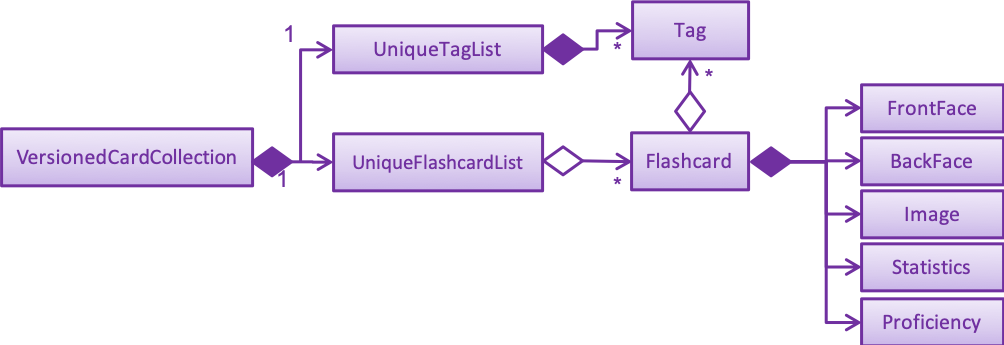 1
UniqueTagList
*
Tag
*
VersionedCardCollection
1
UniqueFlashcardList
*
Flashcard
FrontFace
BackFace
Image
Statistics
Proficiency